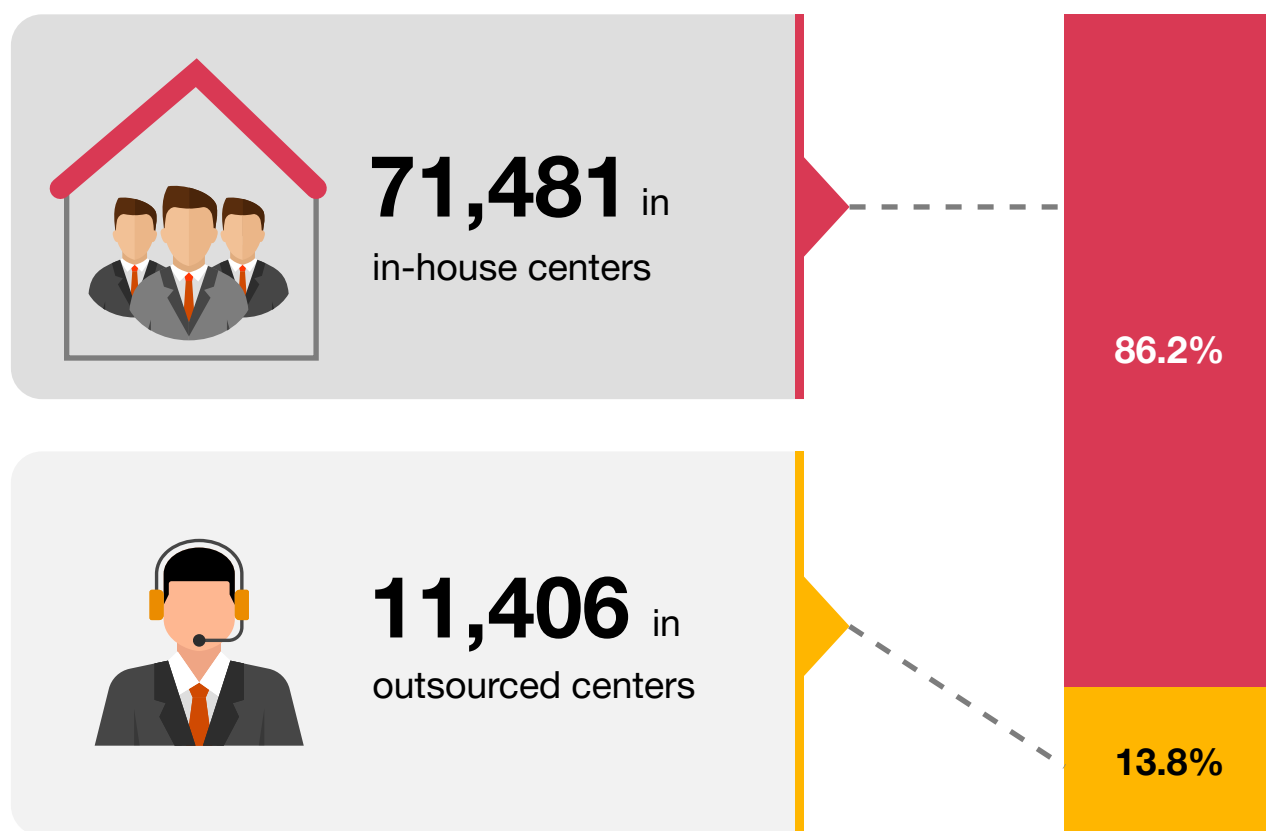 71,481 in
in-house centers
86.2%
11,406 in
outsourced centers
13.8%